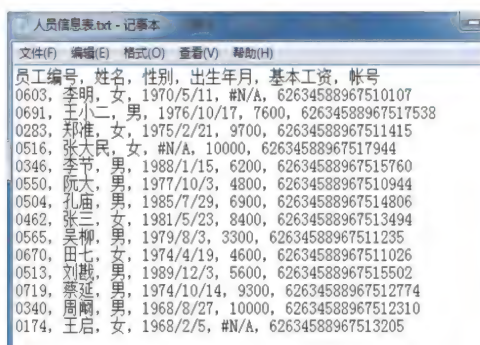 人员信息表.txt - 记事本
文件(F) 编辑(E) 格式(O) 查看(V) 帮助(H)
员工编号, 姓名, 性别, 出生年月, 基本工资, 帐号
0603, 李明, 女, 1970/5/11, #N/A, 62634588967510107
0691, 王小二, 男, 1976/10/17, 7600, 62634588967517538
0283, 郑准, 女, 1975/2/21, 9700, 62634588967511415
0516, 张大民, 女, #N/A, 10000, 62634588967517944
0346, 李节, 男, 1988/1/15, 6200, 62634588967515760
0550, 阮大, 男, 1977/10/3, 4800, 62634588967510944
0504, 孔庙, 男, 1985/7/29, 6900, 62634588967514806
0462, 张三, 女, 1981/5/23, 8400, 62634588967513494
0565, 吴柳, 男, 1979/8/3, 3300, 62634588967511235
0670, 田七, 女, 1974/4/19, 4600, 62634588967511026
0513, 刘戡, 男, 1989/12/3, 5600, 62634588967515502
0719, 蔡延, 男, 1974/10/14, 9300, 62634588967512774
0340, 周, 男, 1968/8/27, 10000, 62634588967512310
0174, 王启, 女, 1968/2/5, #N/A, 62634588967513205